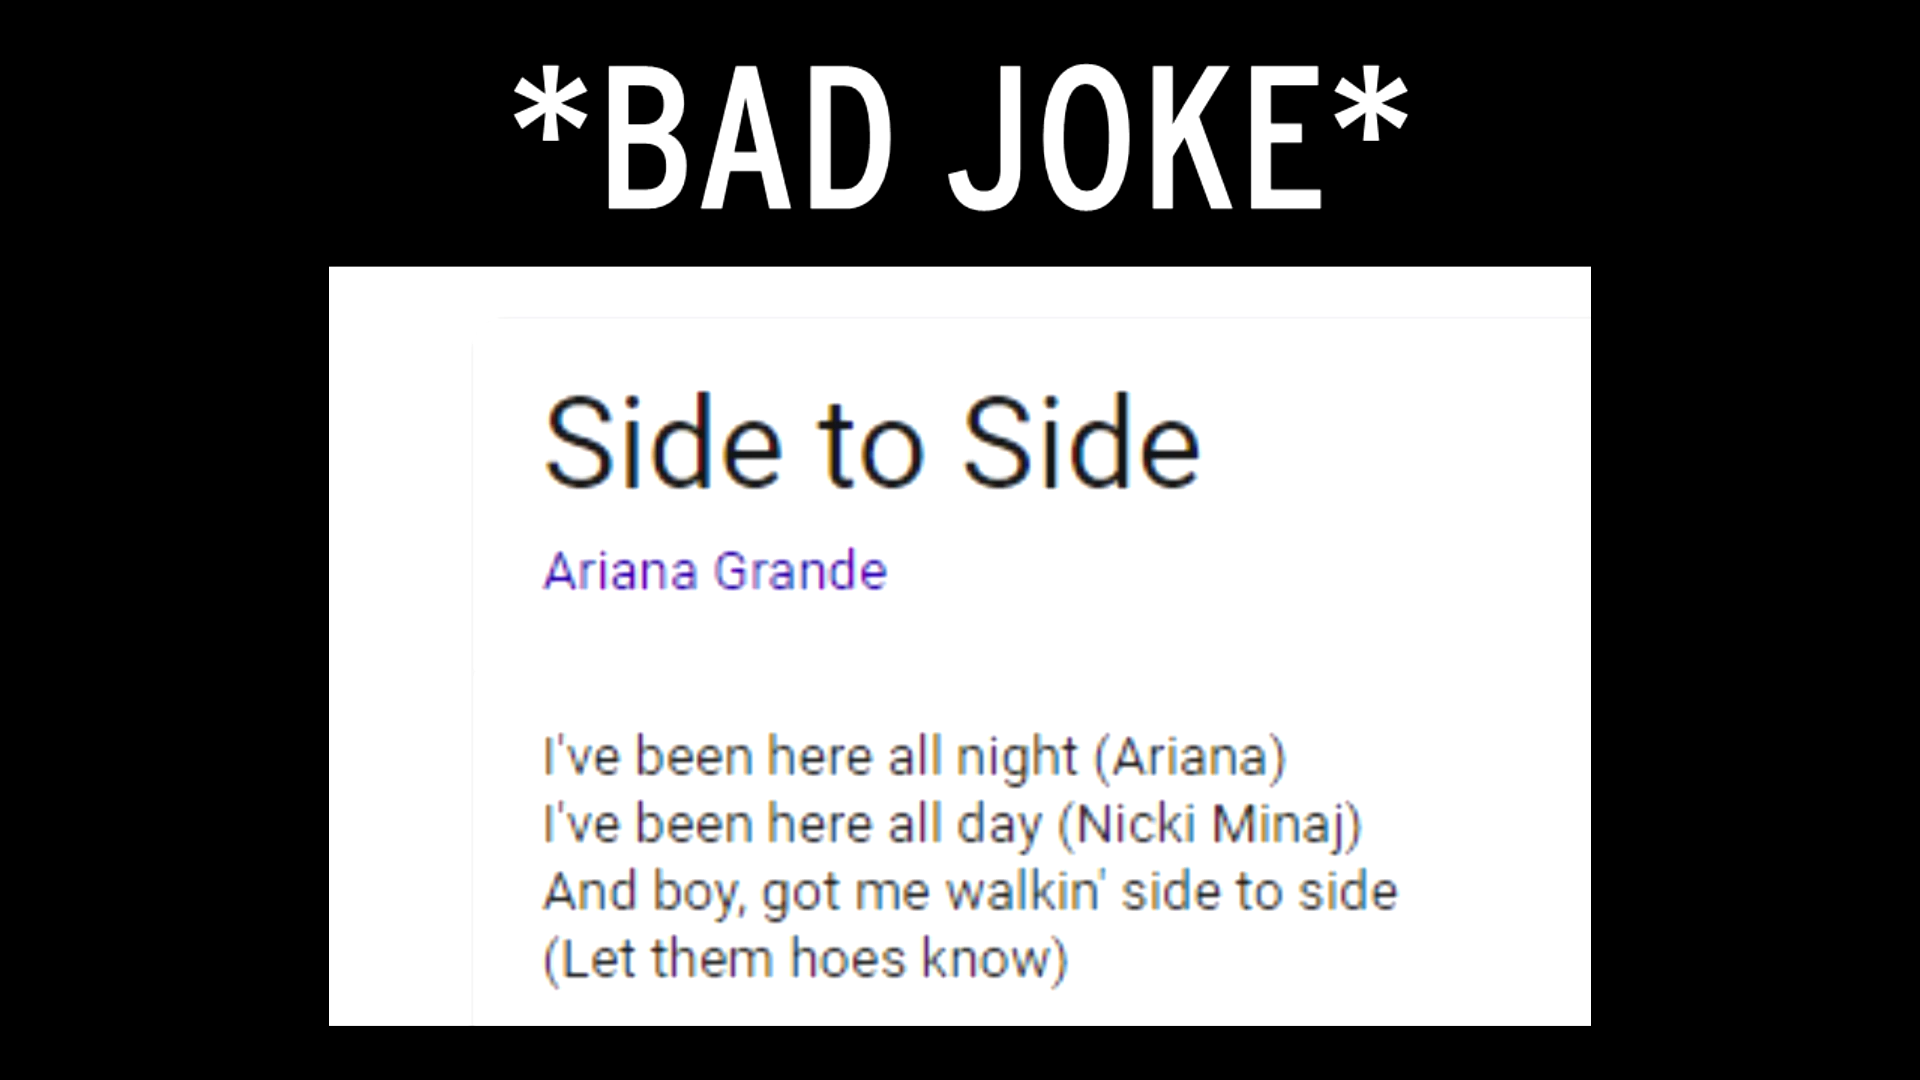 *BAD JOKE*
Side to Side
Ariana Grande
I've been here all night (Ariana)
I've been here all day (Nicki Minaj)
And boy, got me walkin' side to side
(Let them hoes know)